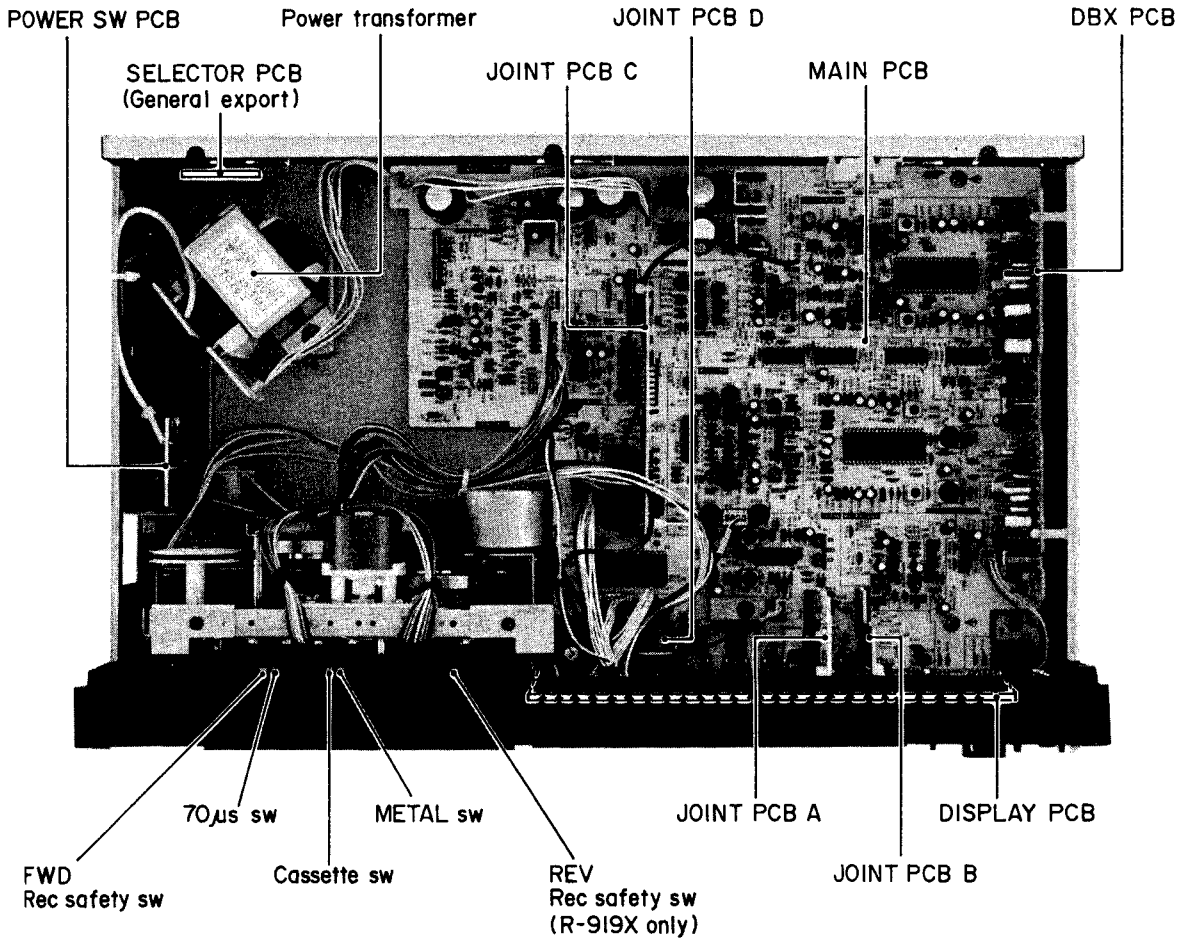 POWER SW PCB
Power transformer
JOINT PCB D
DBX PCB
SELECTOR PCB
(General export)
JOINT PCB C
MAIN PCB
70µs sw
METAL sw
JOINT PCB A
DISPLAY PCB
FWD
Rec safety sw
Cassette sw
REV
Rec safety sw
(R-919X only)
JOINT PCB B